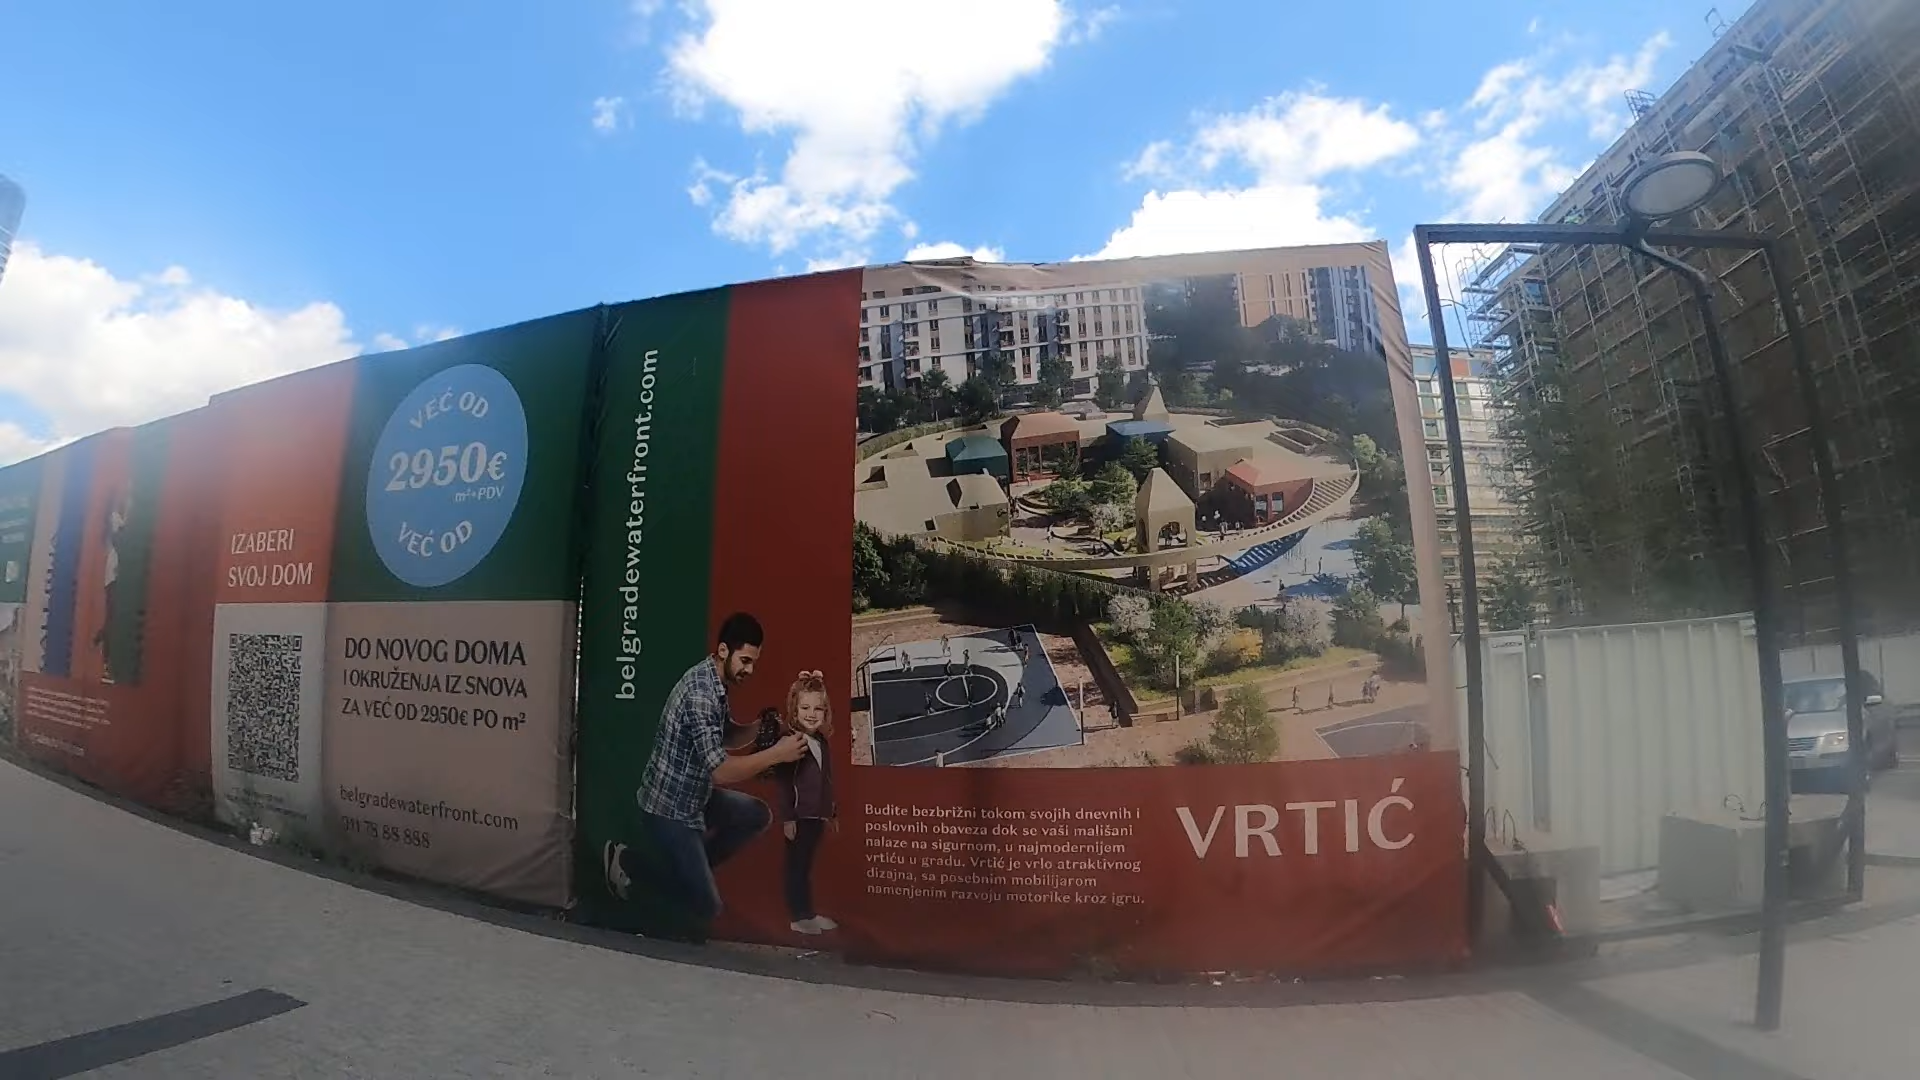 IZABERI
SVOJ DOM
VEĆ OD
2950€
m²+PDV
VEĆ OD
DO NOVOG DOMA
I OKRUŽENJA IZ SNOVA
ZA VEĆ OD 2950€ PO m²
belgradewaterfront.com
011 78 88 888
belgradewaterfront.com
Budite bezbrižni tokom svojih dnevnih i
poslovnih obaveza dok se vaši mališani
nalaze na sigurnom, u najmodernijem
vrtiću u gradu. Vrtić je vrlo atraktivnog
dizajna, sa posebnim mobilijarom
namenjenim razvoju motorike kroz igru.
VRTIĆ